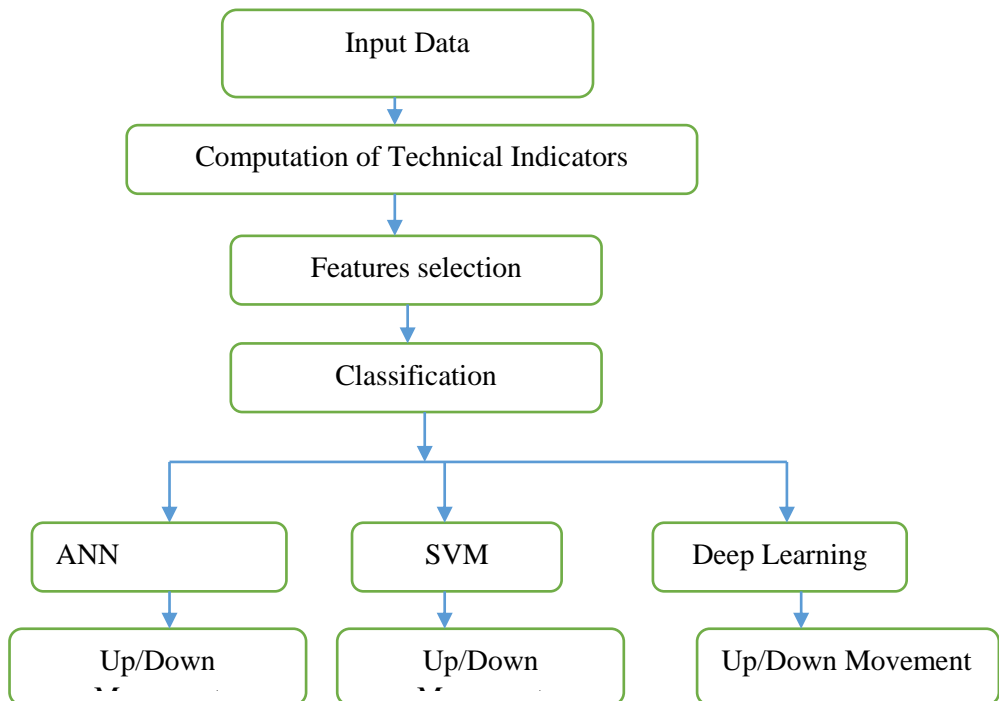 Input Data
Computation of Technical Indicators
Features selection
Classification
ANN
SVM
Deep Learning
Up/Down
Up/Down
Up/Down Movement